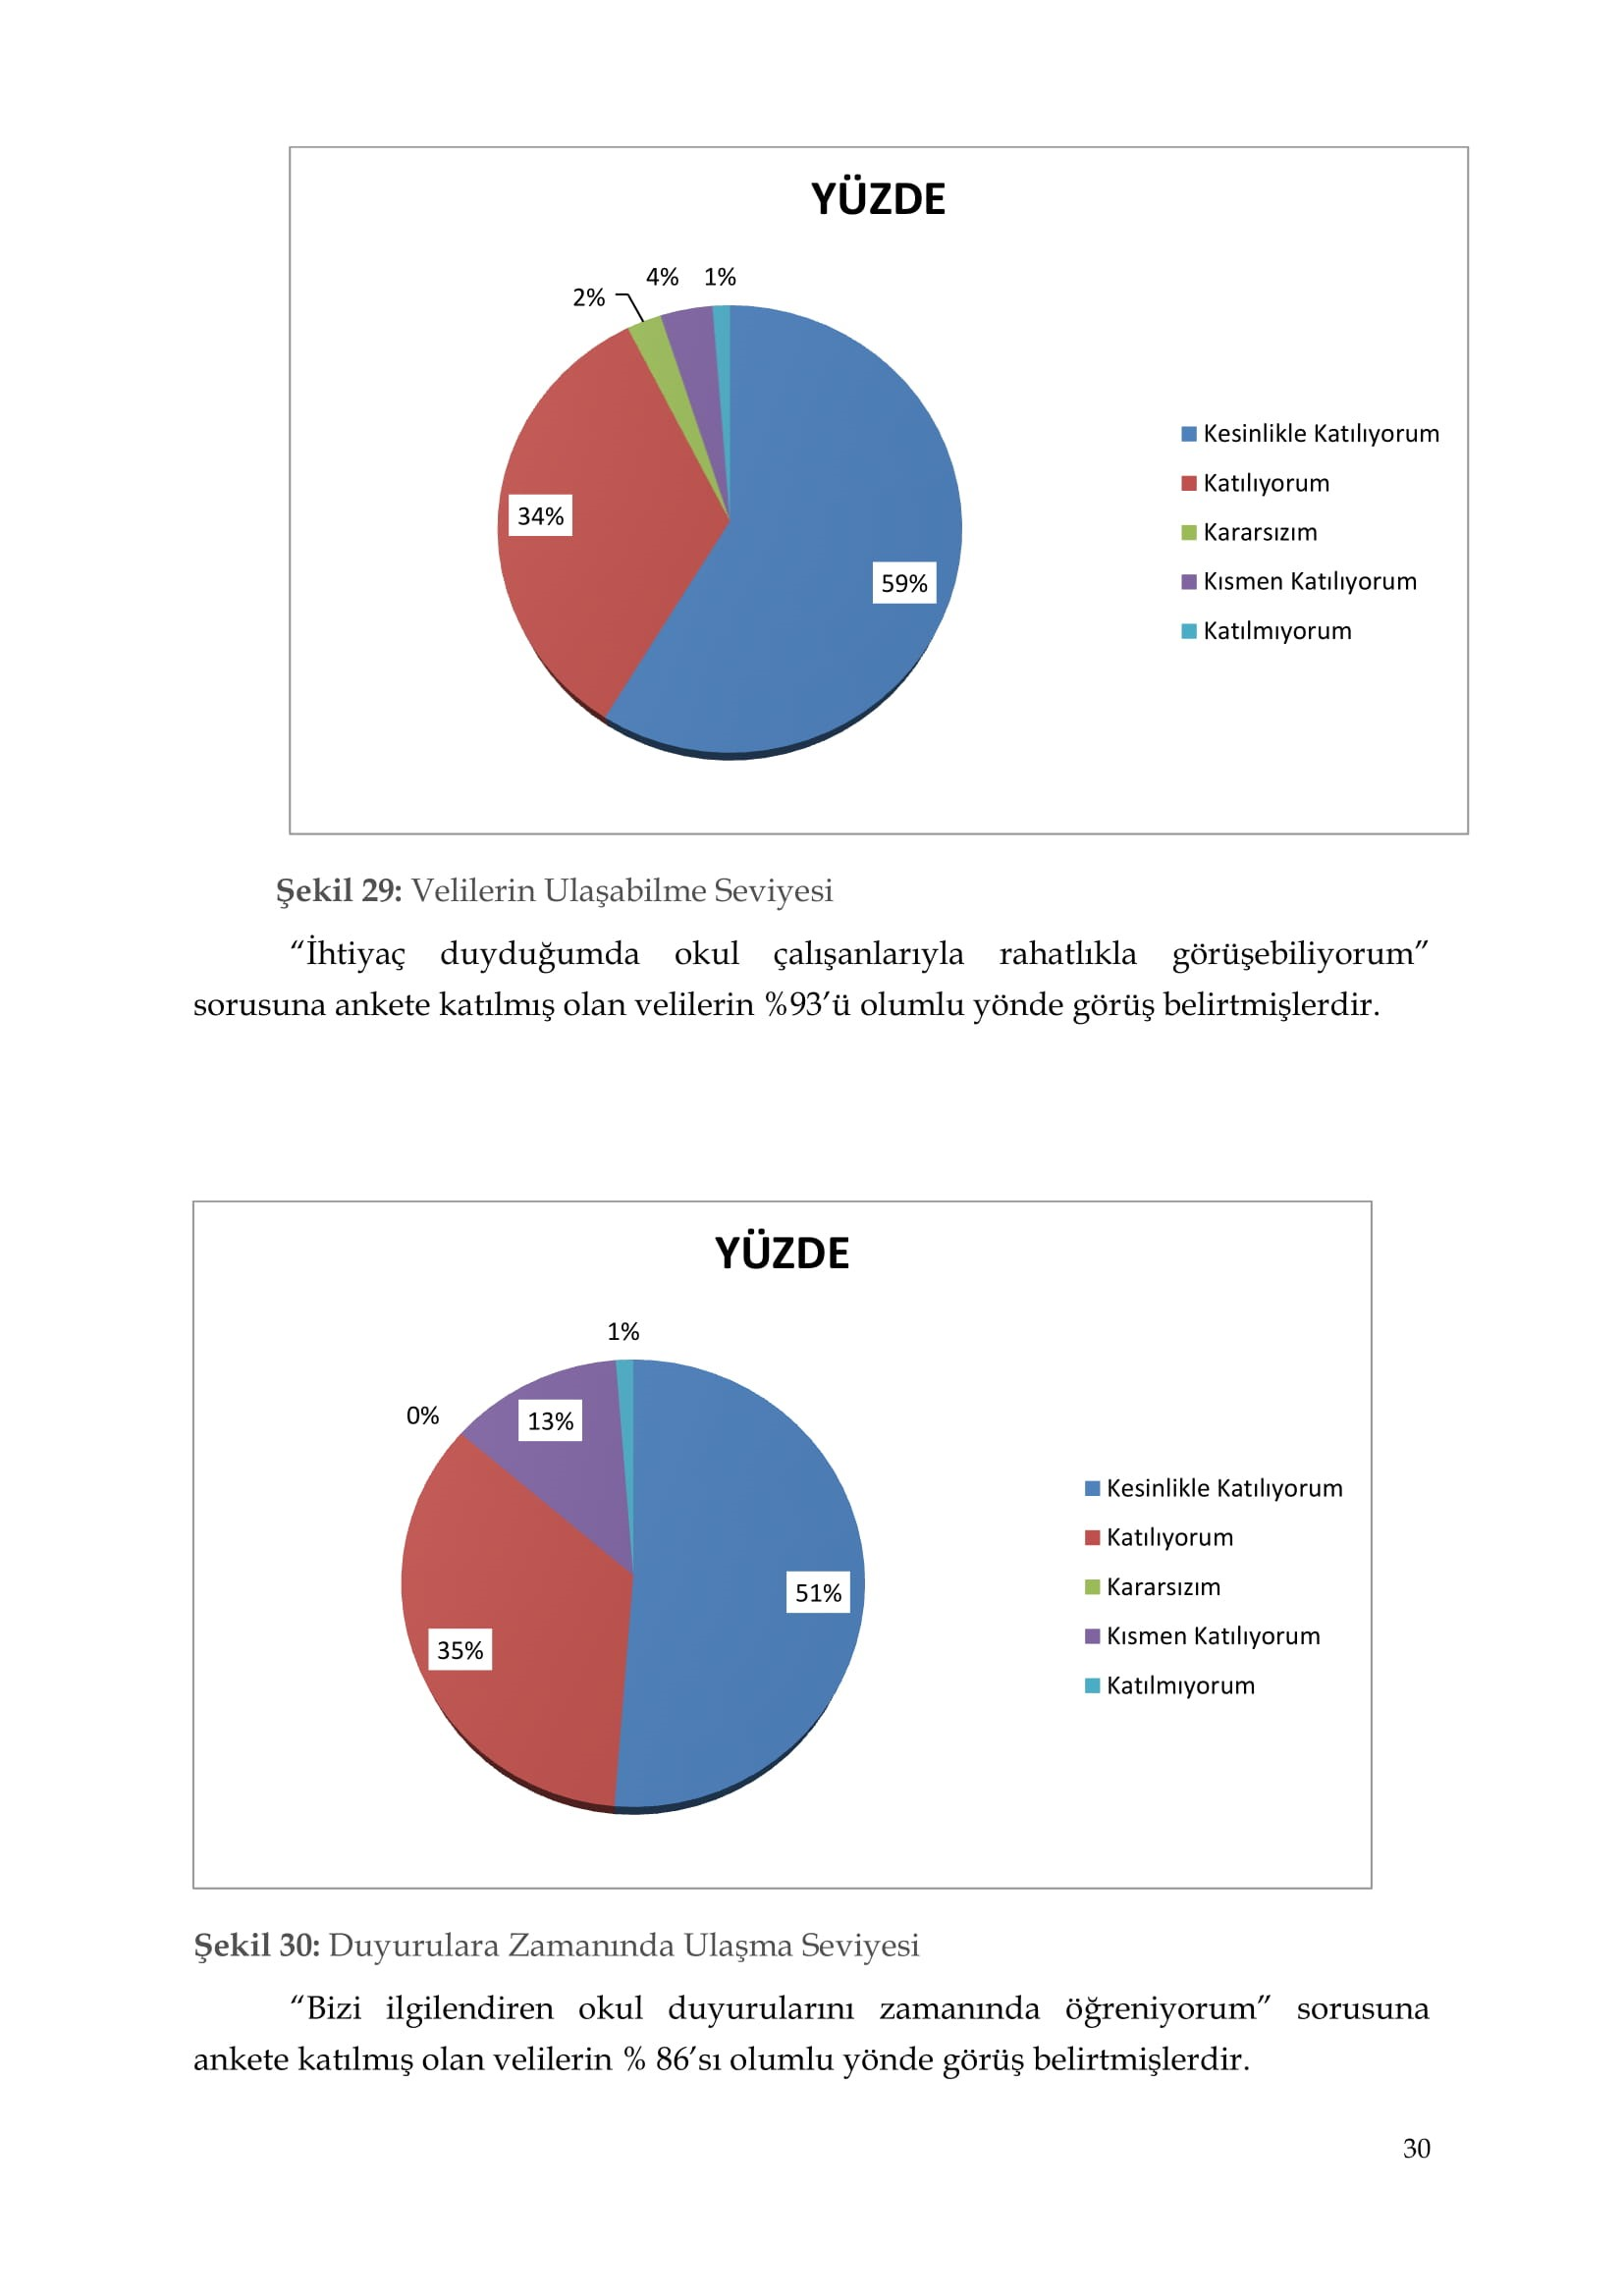 YÜZDE
4% 1%
2%
34%
59%
Kesinlikle Katılıyorum
Katılıyorum
Kararsızım
Kısmen Katılıyorum
Katılmıyorum
Şekil 29: Velilerin Ulaşabilme Seviyesi
“İhtiyaç duyduğumda okul çalışanlarıyla rahatlıkla görüşebiliyorum”
sorusuna ankete katılmış olan velilerin %93’ü olumlu yönde görüş belirtmişlerdir.
YÜZDE
1%
0%
13%
51%
35%
Kesinlikle Katılıyorum
Katılıyorum
Kararsızım
Kısmen Katılıyorum
Katılmıyorum
Şekil 30: Duyurulara Zamanında Ulaşma Seviyesi
“Bizi ilgilendiren okul duyurularını zamanında öğreniyorum” sorusuna
ankete katılmış olan velilerin % 86’sı olumlu yönde görüş belirtmişlerdir.
30